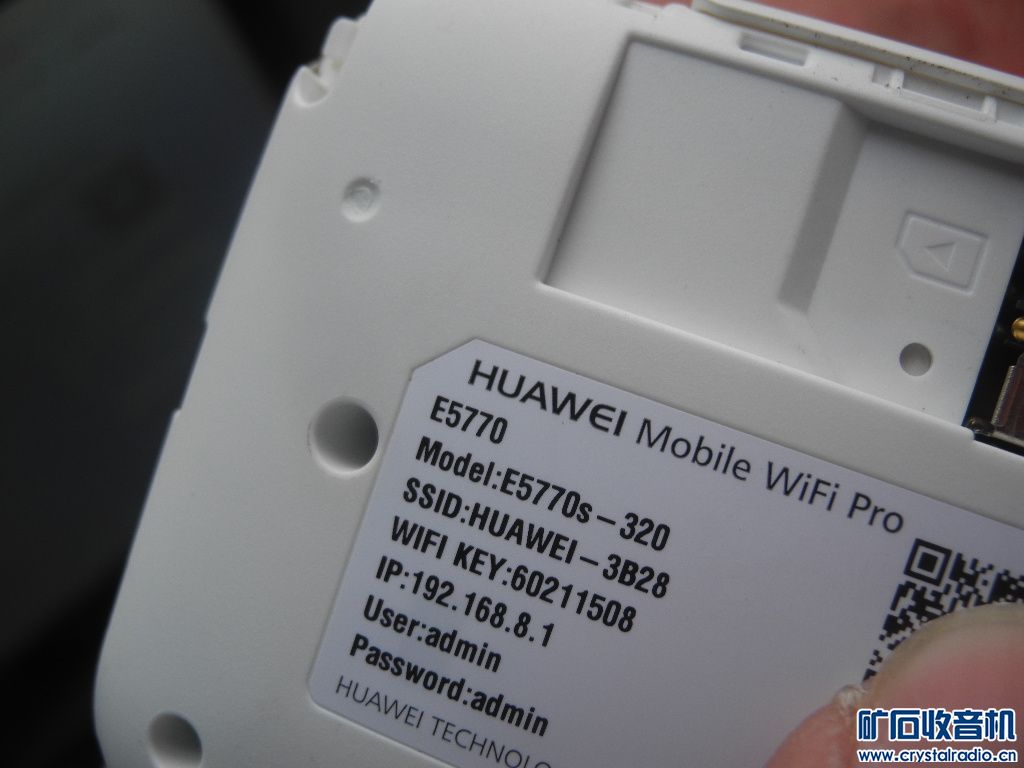 HUAWEI Mobile WiFi Pro
E5770
Model:E5770s-320
SSID:HUAWEI-3B28
WIFI KEY:60211508
IP:192.168.8.1
User:admin
Password:admin
HUAWEI TECHNOLO
矿石收音机
www.crystalradio.cn